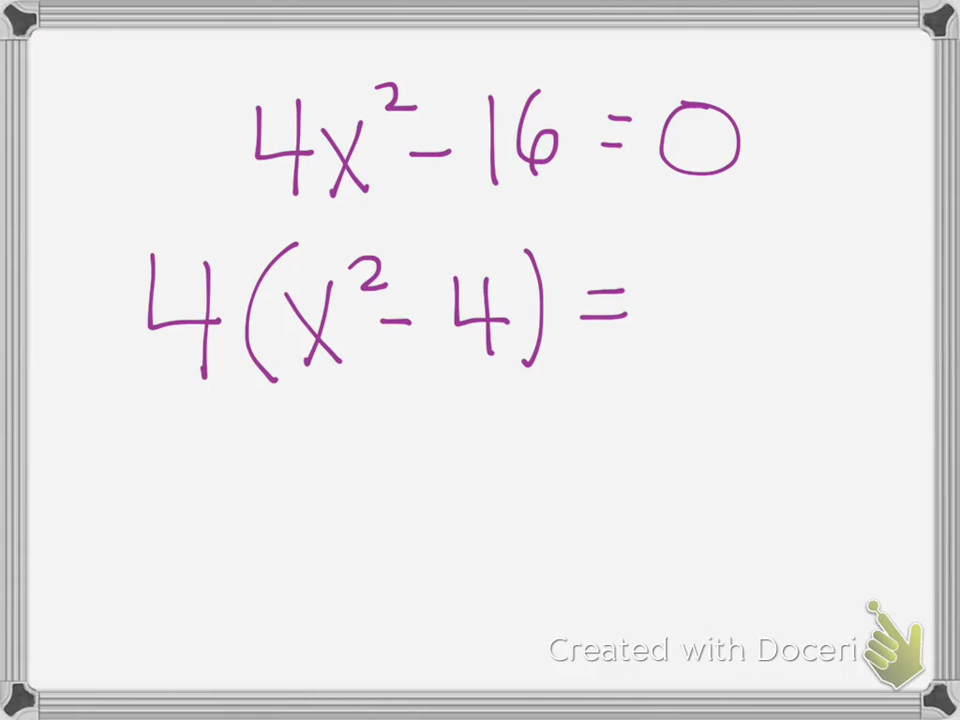 4x² - 16 = 0
4(x² - 4) =
Created with Doceri